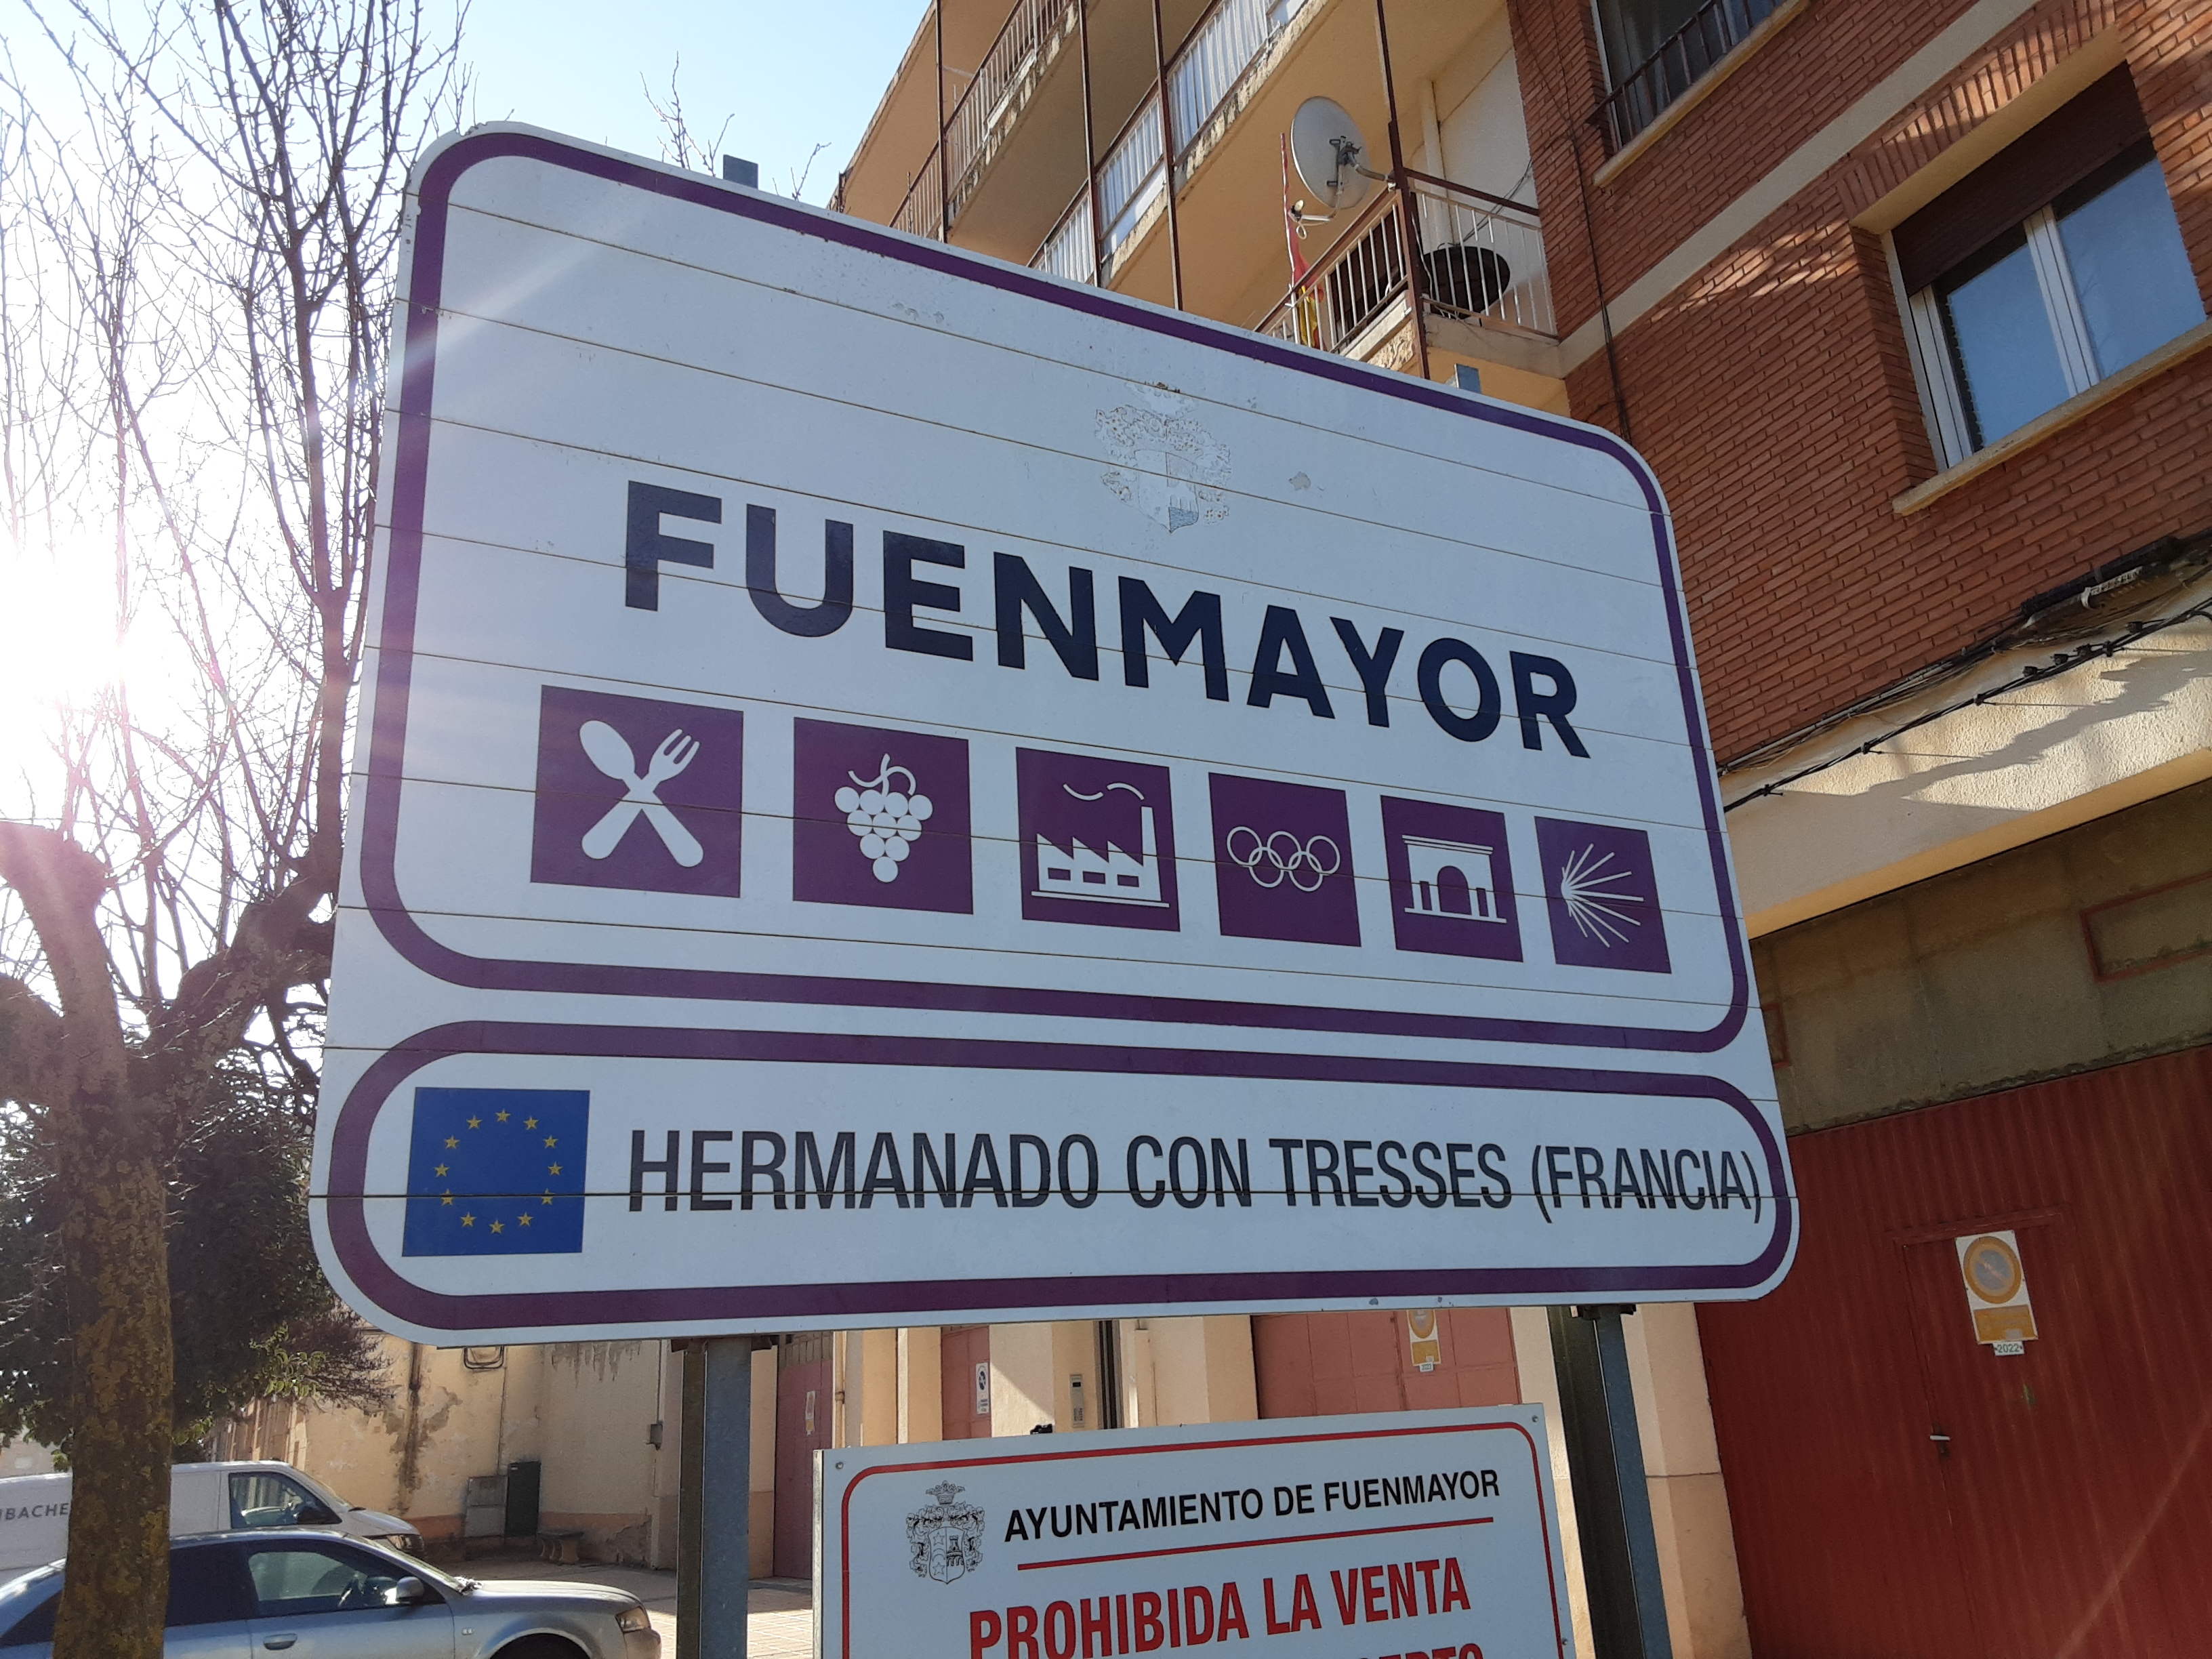 FUENMAYOR
HERMANADO CON TRESSES (FRANCIA)
AYUNTAMIENTO DE FUENMAYOR
PROHIBIDA LA VENTA
2022